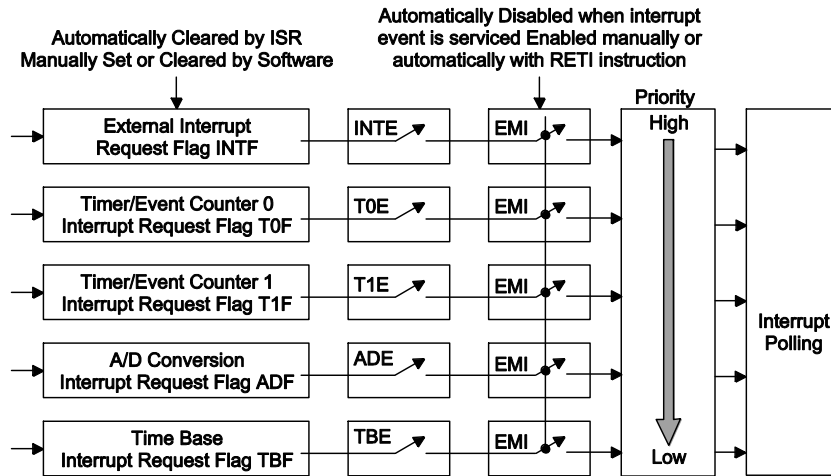 Automatically Cleared by ISR
Manually Set or Cleared by Software
Automatically Disabled when interrupt
event is serviced Enabled manually or
automatically with RETI instruction
Priority
High
Low
External Interrupt
Request Flag INTF
INTE
EMI
Timer/Event Counter 0
Interrupt Request Flag T0F
T0E
EMI
Timer/Event Counter 1
Interrupt Request Flag T1F
T1E
EMI
A/D Conversion
Interrupt Request Flag ADF
ADE
EMI
Time Base
Interrupt Request Flag TBF
TBE
EMI
Interrupt
Polling